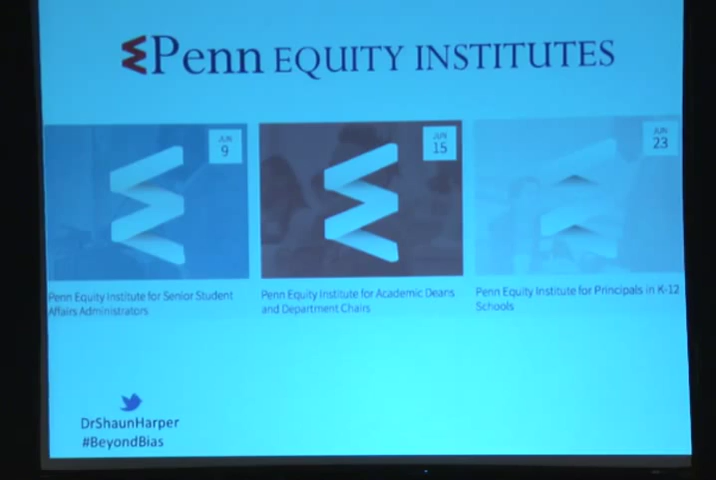 Penn EQUITY INSTITUTES
JUN
9
JUN
15
JUN
23
Penn Equity Institute for Senior Student
Affairs Administrators
Penn Equity Institute for Academic Deans
and Department Chairs
Penn Equity Institute for Principals in K-12
Schools
DrShaunHarper
#BeyondBias